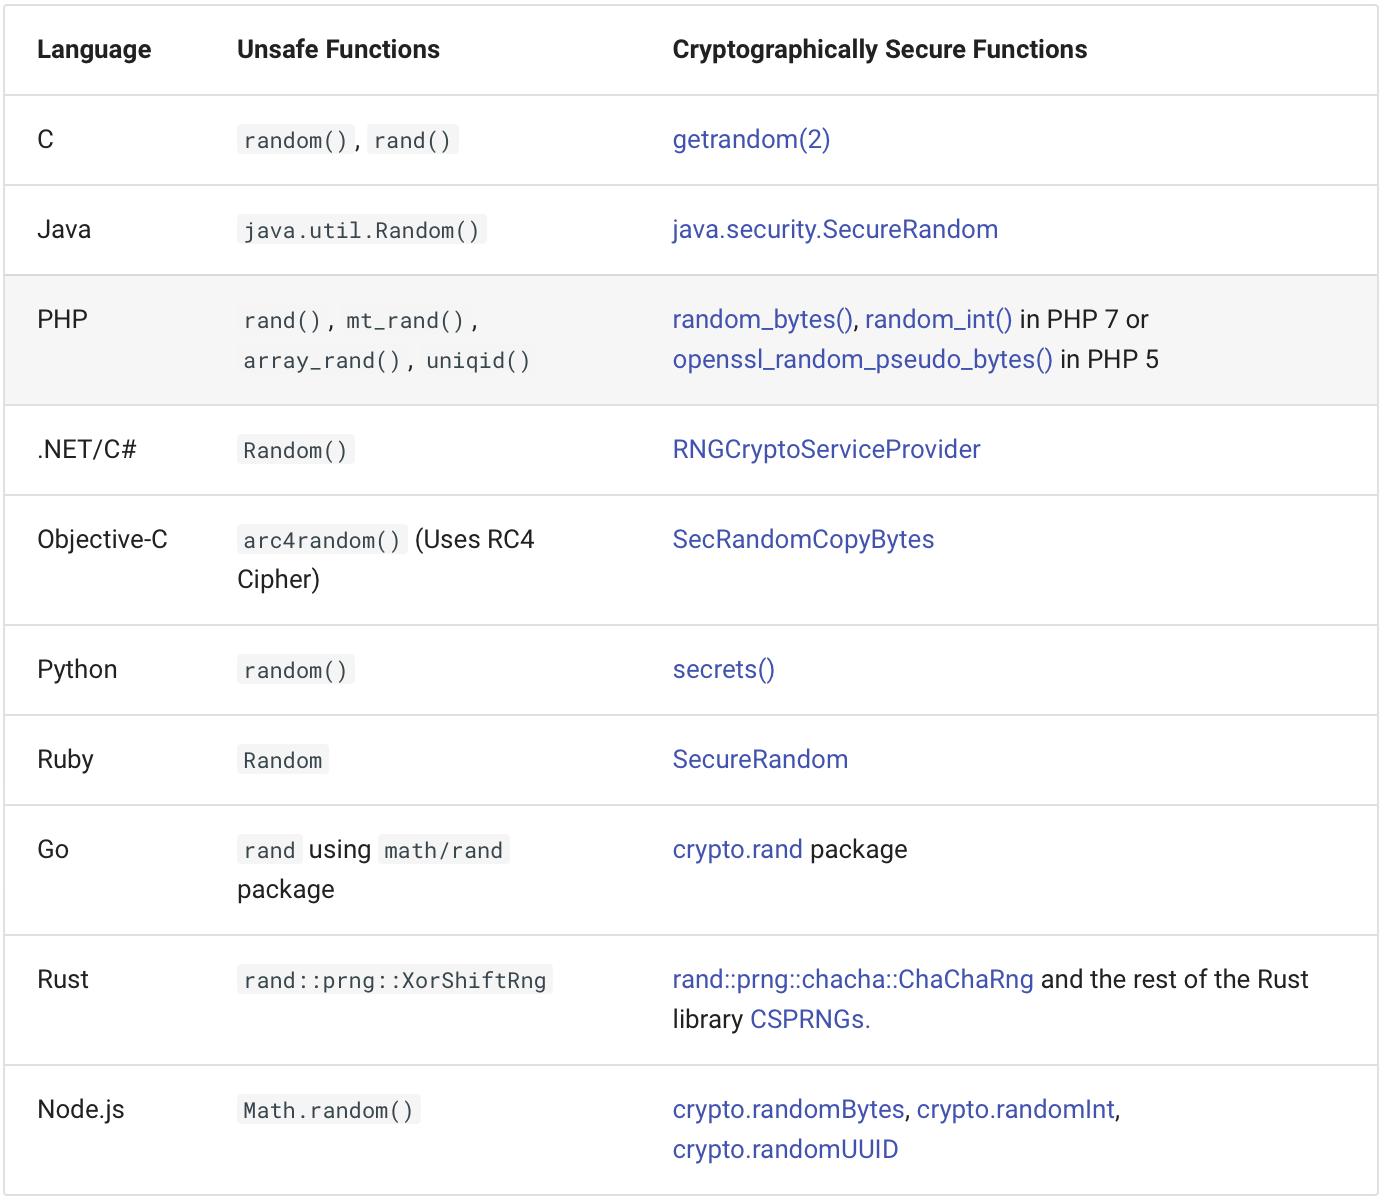 Language Unsafe Functions Cryptographically Secure Functions
C random(), rand() getrandom(2)
Java java.util.Random() java.security.SecureRandom
PHP rand(), mt_rand(), random_bytes(), random_int() in PHP 7 or
array_rand(), uniqid() openssl_random_pseudo_bytes() in PHP 5
.NET/C# Random() RNGCryptoServiceProvider
Objective-C arc4random() (Uses RC4 SecRandomCopyBytes
Cipher)
Python random() secrets()
Ruby Random SecureRandom
Go rand using math/rand crypto.rand package
package
Rust rand::prng::XorShiftRng rand::prng::chacha::ChaChaRng and the rest of the Rust
library CSPRNGs.
Node.js Math.random() crypto.randomBytes, crypto.randomInt,
crypto.randomUUID